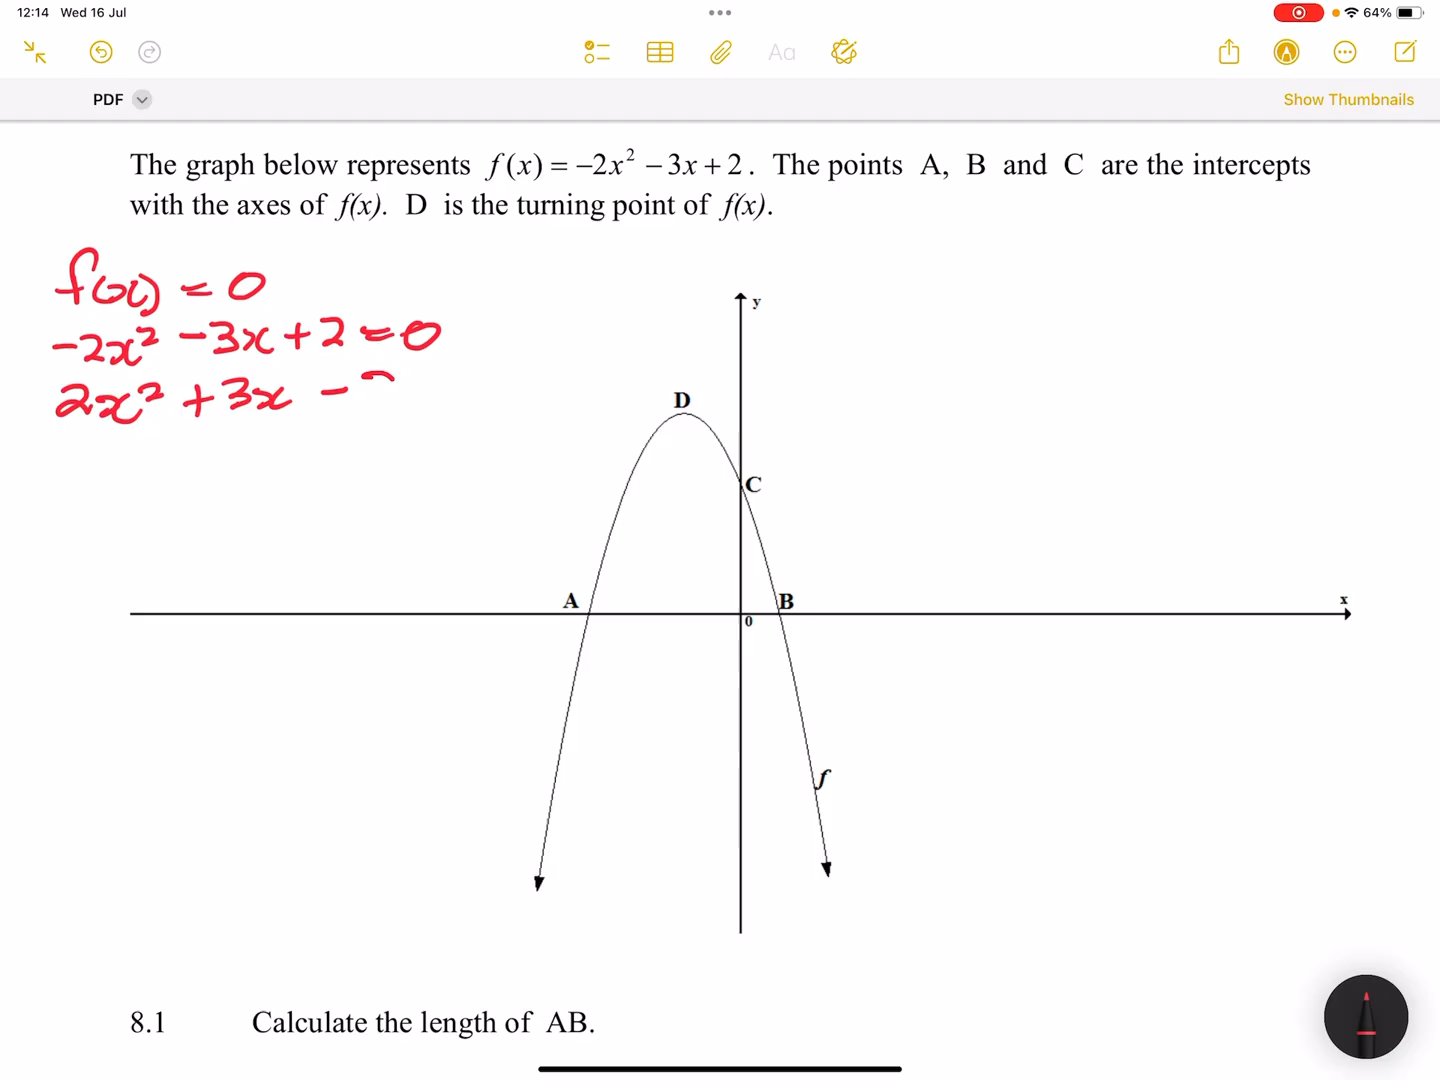 12:14 Wed 16 Jul
64%
Aa
PDF
Show Thumbnails
The graph below represents f(x) = −2x² − 3x + 2. The points A, B and C are the intercepts
with the axes of f(x). D is the turning point of f(x).
f(x) = 0
-2x² - 3x + 2 = 0
2x² + 3x -
y
D
C
A
B
x
0
f
8.1 Calculate the length of AB.